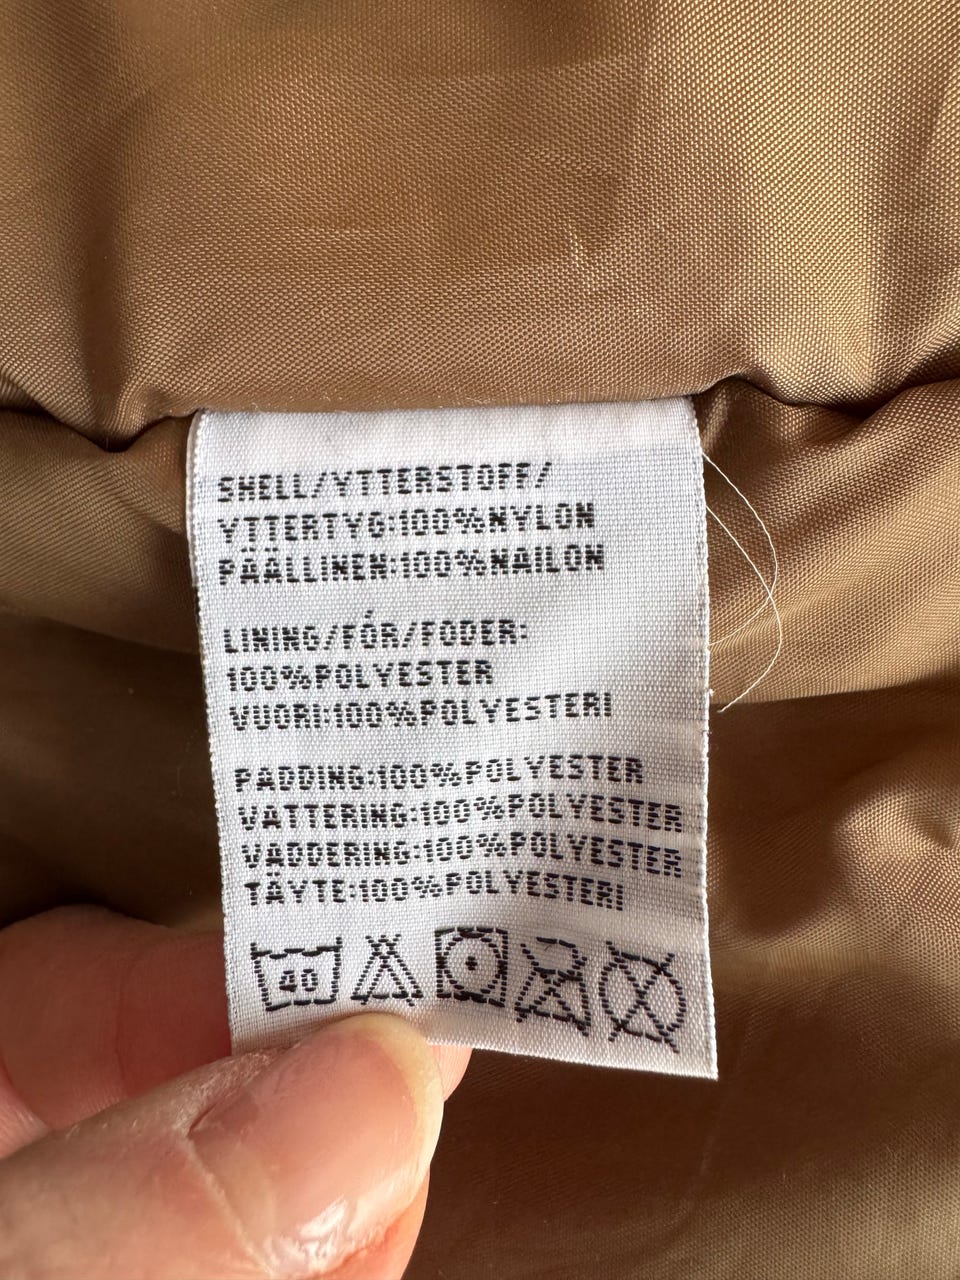 SHELL/YTTERSTOFF/
YTTERTYG:100%NYLON
PÄÄLLINEN:100%NAILON
LINING/FÓR/FODER:
100%POLYESTER
VUORI:100%POLYESTERI
PADDING:100%POLYESTER
VATTERING:100%POLYESTER
VADDERING:100%POLYESTER
TÄYTE:100%POLYESTERI
40